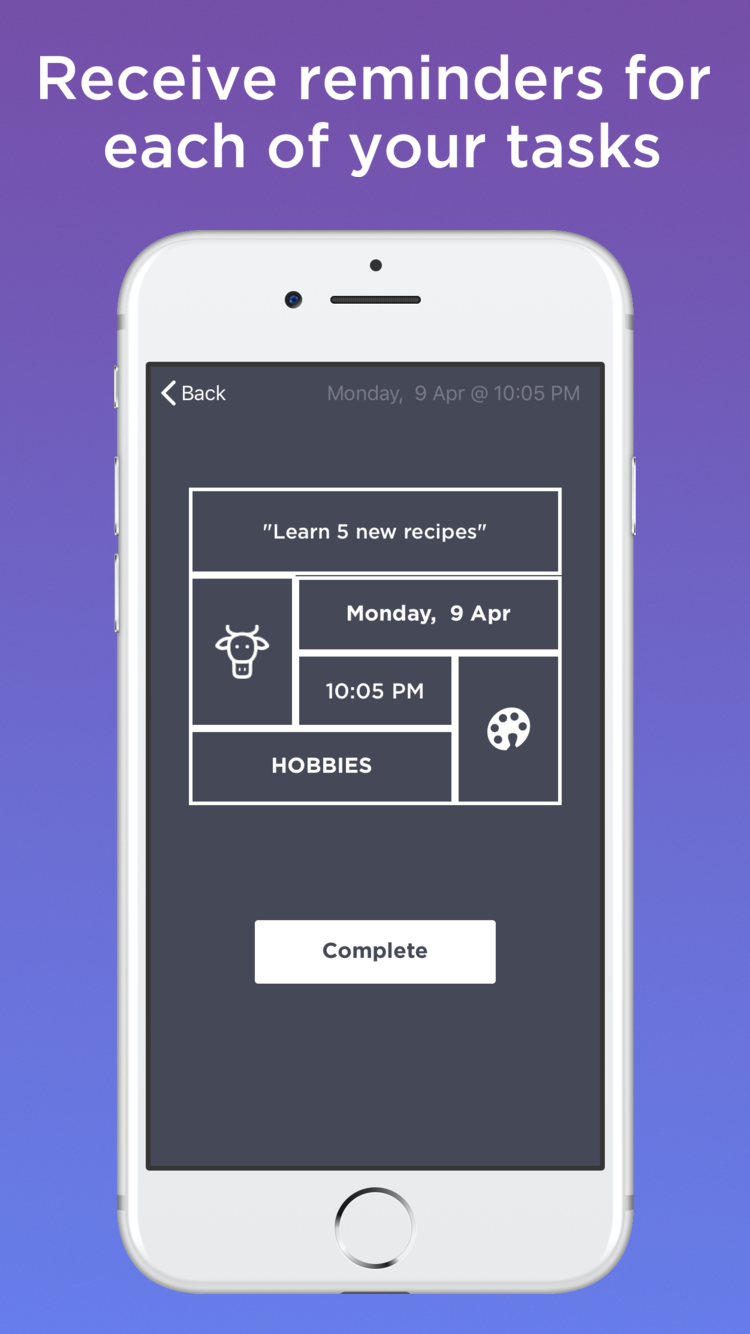 Receive reminders for
each of your tasks
Back
Monday,  9 Apr @ 10:05 PM
"Learn 5 new recipes"
Monday,  9 Apr
10:05 PM
HOBBIES
Complete